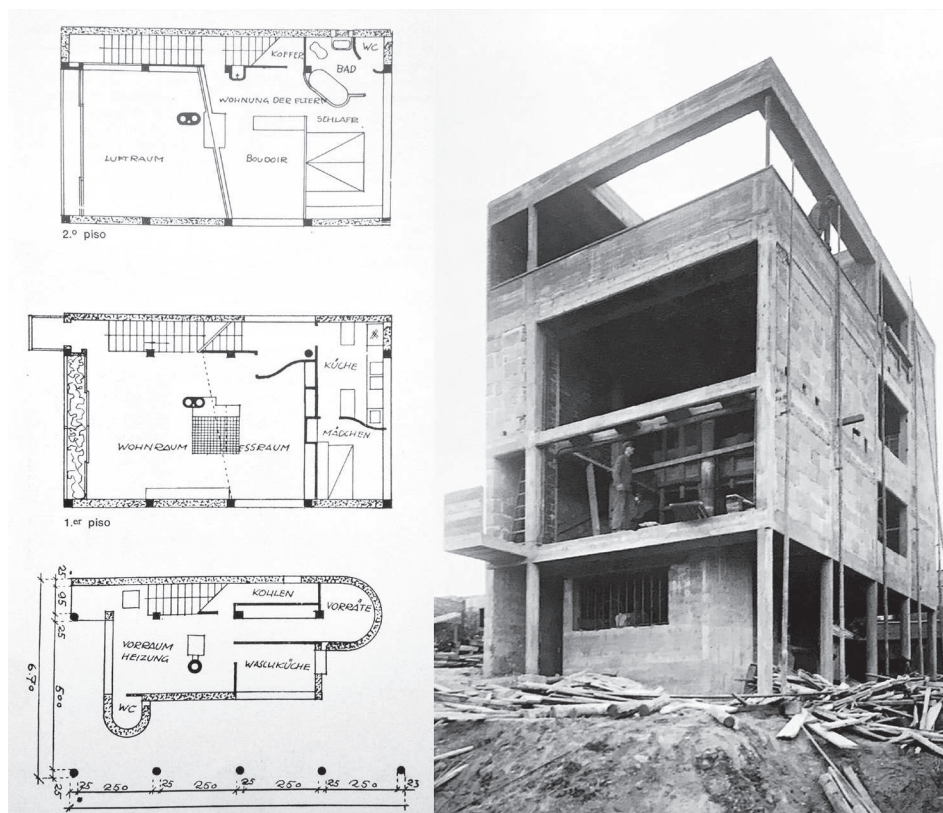 KOFFER
WC
BAD
WOHNUNG DER ELTERN
SCHLAFR
LUFTRAUM
BOUDOIR
2.º piso
KÜCHE
MÄDCHEN
WOHNRAUM
ESSRAUM
1.er piso
KOHLEN
VORRÄTE
VORRAUM
HEIZUNG
WASCHKÜCHE
WC
25
95
25
6.70
500
25
25 250 25 250 25 250 25 250 23